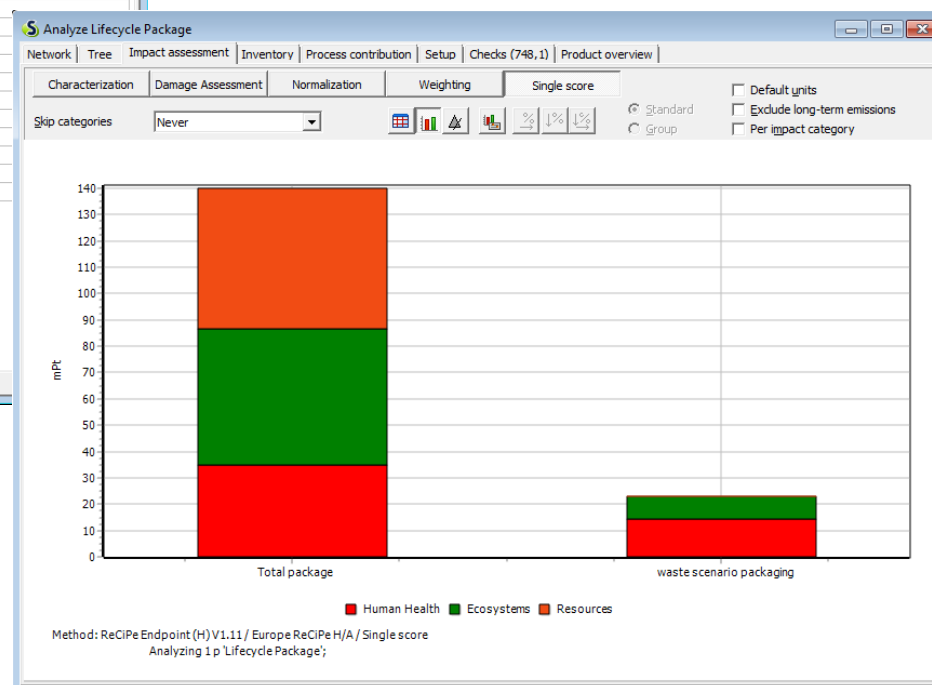 Analyze Lifecycle Package
Network Tree Impact assessment Inventory Process contribution Setup Checks (748,1) Product overview
Characterization Damage Assessment Normalization Weighting Single score
Default units
Skip categories Never
Standard
Group
Exclude long-term emissions
Per impact category
140
130
120
110
100
90
80
70
60
50
40
30
20
10
0
mPt
Total package waste scenario packaging
Human Health Ecosystems Resources
Method: ReCiPe Endpoint (H) V1.11 / Europe ReCiPe H/A / Single score
Analyzing 1 p 'Lifecycle Package';